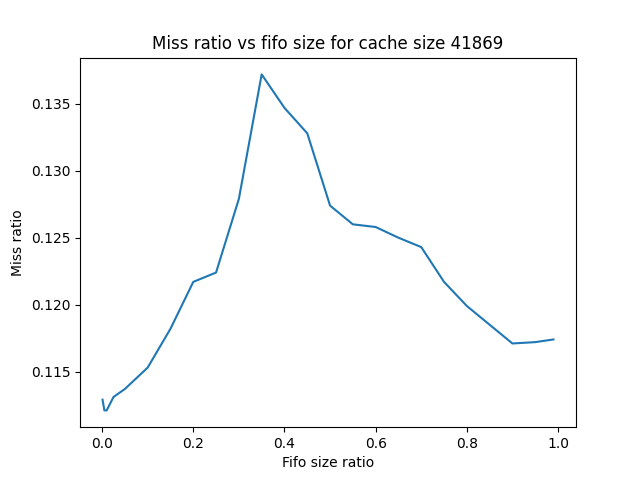 Miss ratio vs fifo size for cache size 41869
0.135
0.130
0.125
0.120
0.115
Miss ratio
0.0 0.2 0.4 0.6 0.8 1.0
Fifo size ratio